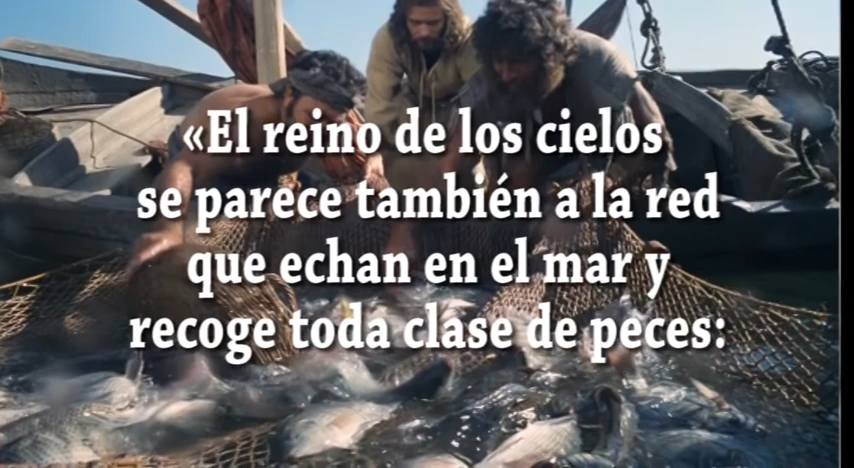 «El reino de los cielos
se parece también a la red
que echan en el mar y
recoge toda clase de peces: